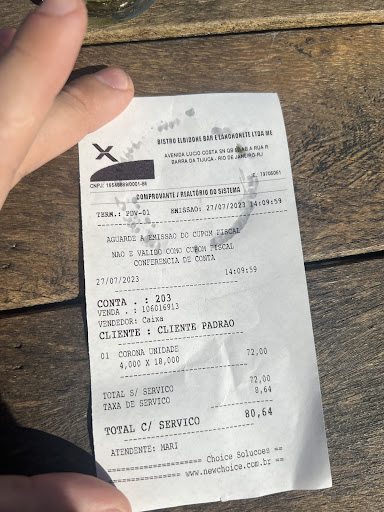 X
BISTRO ELBIDOHS BAR E LANCHONETE LTDA ME
AVENIDA LUCIO COSTA SN QB A RUA R
BARRA DA TIJUCA - RIO DE JANEIRO-RJ
CNPJ:
COMPROVANTE / REALTÓRIO DO SISTEMA
TERM.: PDV-01 EMISSAO: 27/07/2023 14:09:59
AGUARDE A EMISSAO DO CUPOM FISCAL
NAO E VALIDO COMO CUPOM FISCAL
CONFERENCIA DE CONTA
27/07/2023 14:09:59
CONTA . : 203
VENDA . : 106016913
VENDEDOR: Caixa
CLIENTE : CLIENTE PADRAO
01 CORONA UNIDADE
4,000 X 18,000 72,00
TOTAL S/ SERVICO 72,00
TAXA DE SERVICO 8,64
TOTAL C/ SERVICO 80,64
ATENDENTE: MARI
== Choice Solucoes ==
== www.newchoice.com.br ==